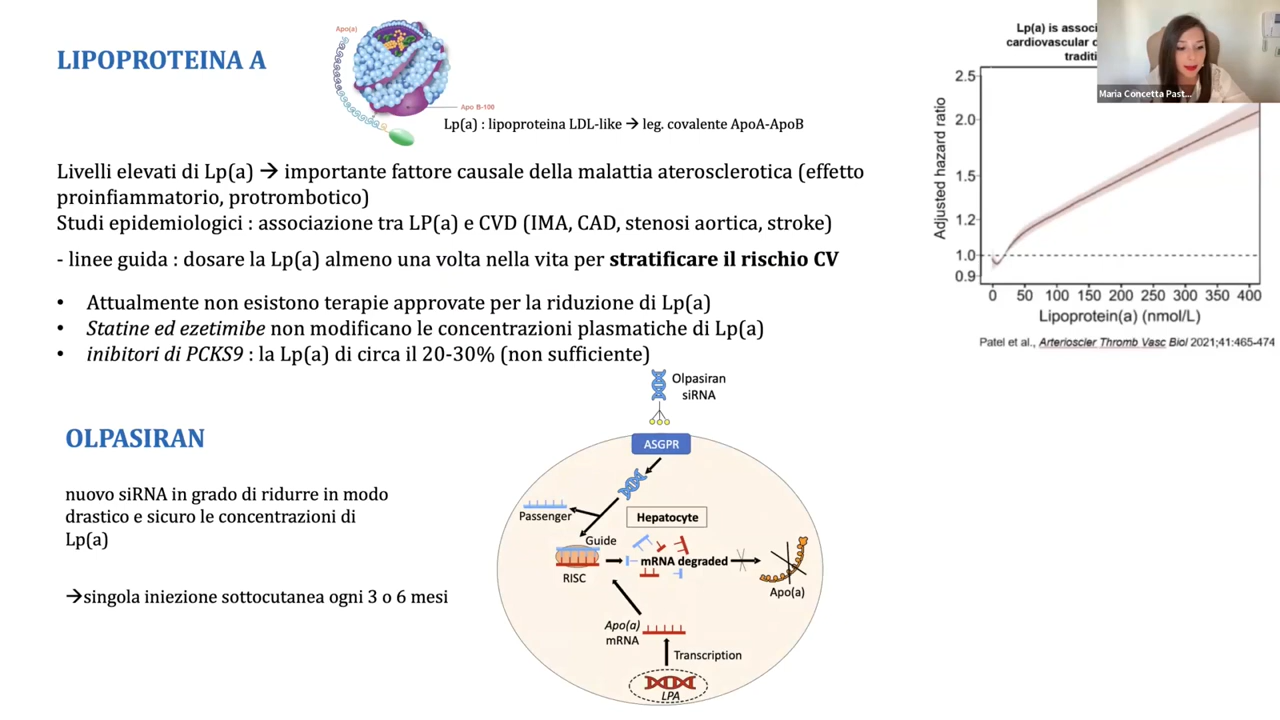 LIPOPROTEINA A
Apo(a)
Apo B-100
Lp(a) : lipoproteina LDL-like → leg. covalente ApoA-ApoB
Livelli elevati di Lp(a) → importante fattore causale della malattia aterosclerotica (effetto
proinfiammatorio, protrombotico)
Studi epidemiologici : associazione tra LP(a) e CVD (IMA, CAD, stenosi aortica, stroke)
- linee guida : dosare la Lp(a) almeno una volta nella vita per stratificare il rischio CV
• Attualmente non esistono terapie approvate per la riduzione di Lp(a)
• Statine ed ezetimibe non modificano le concentrazioni plasmatiche di Lp(a)
• inibitori di PCKS9 : la Lp(a) di circa il 20-30% (non sufficiente)
Lp(a) is associ
cardiovascular
traditi
Maria Concetta Past...
Adjusted hazard ratio
2.5
2.0
1.5
1.2
1.0
0.9
0 50 100 150 200 250 300 350 400
Lipoprotein(a) (nmol/L)
Patel et al., Arterioscler Thromb Vasc Biol 2021;41:465-474
OLPASIRAN
nuovo siRNA in grado di ridurre in modo
drastico e sicuro le concentrazioni di
Lp(a)
→singola iniezione sottocutanea ogni 3 o 6 mesi
Olpasiran
siRNA
ASGPR
Passenger
Hepatocyte
Guide
RISC
mRNA degraded
Apo(a)
Apo(a)
mRNA
Transcription
LPA